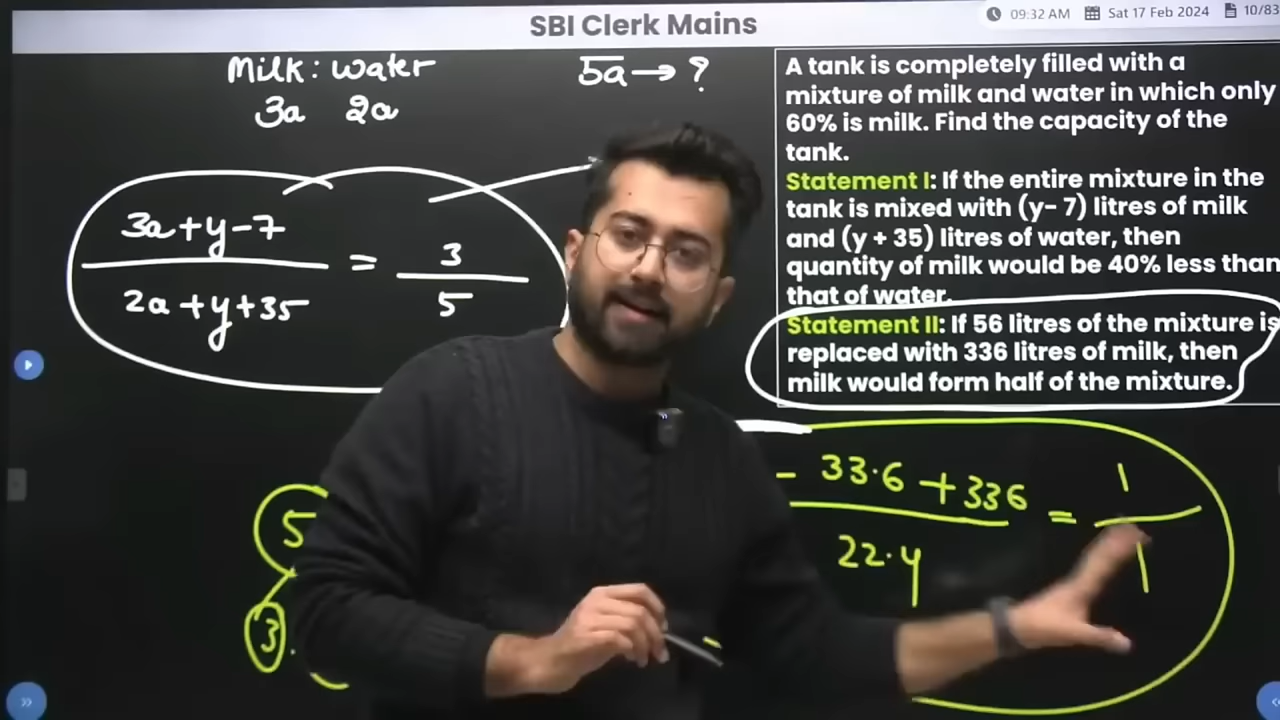 SBI Clerk Mains
09:32 AM Sat 17 Feb 2024 10/83
Milk : water
3a 2a
5a → ?
3a+y-7
2a+y+35
=
3
5
A tank is completely filled with a
mixture of milk and water in which only
60% is milk. Find the capacity of the
tank.
Statement I: If the entire mixture in the
tank is mixed with (y- 7) litres of milk
and (y + 35) litres of water, then
quantity of milk would be 40% less than
that of water.
Statement II: If 56 litres of the mixture is
replaced with 336 litres of milk, then
milk would form half of the mixture.
- 33.6 +336
22.4
=
1
1
5
3